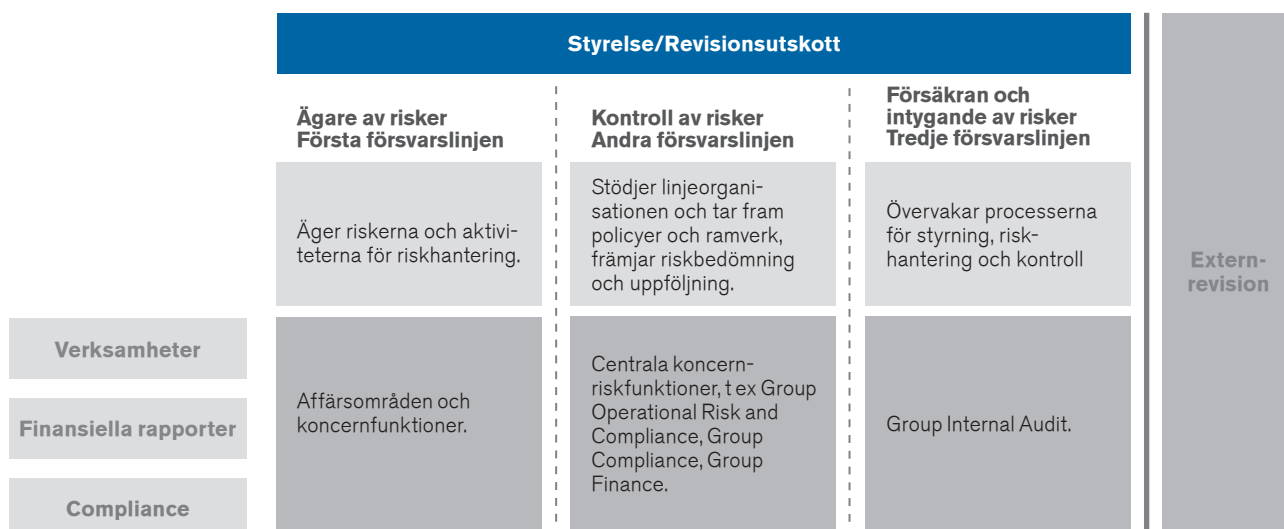 Styrelse/Revisionsutskott
Ägare av risker
Första försvarslinjen
Kontroll av risker
Andra försvarslinjen
Försäkran och
intygande av risker
Tredje försvarslinjen
Äger riskerna och aktivi-
teterna för riskhantering.
Stödjer linjeorgani-
sationen och tar fram
policyer och ramverk,
främjar riskbedömning
och uppföljning.
Övervakar processerna
för styrning, risk-
hantering och kontroll
Extern-
revision
Verksamheter
Finansiella rapporter
Compliance
Affärsområden och
koncernfunktioner.
Centrala koncern-
riskfunktioner, t ex Group
Operational Risk and
Compliance, Group
Compliance, Group
Finance.
Group Internal Audit.